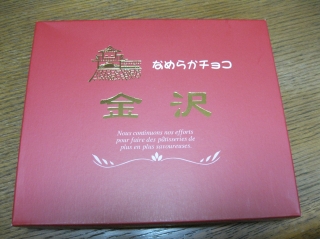 なめらかチョコ
金沢
Nous continuons nos efforts
pour faire des pâtisseries de
plus en plus savoureuses.